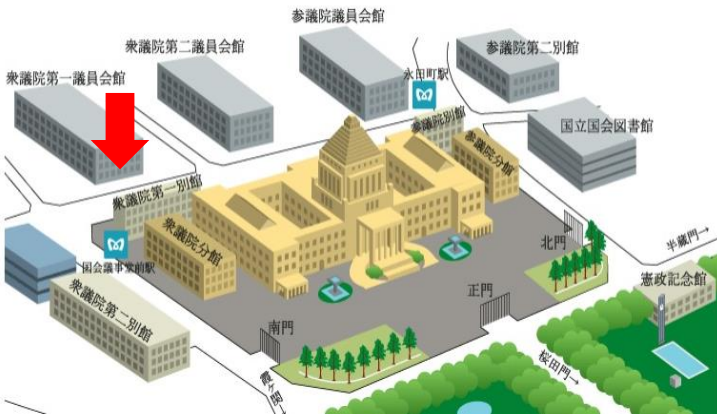 参議院議員会館
衆議院第二議員会館
参議院第二別館
衆議院第一議員会館
永田町駅
国立国会図書館
参議院別館
参議院分館
衆議院第一別館
衆議院分館
国会議事堂前駅
衆議院第二別館
北門
半蔵門→
憲政記念館
正門
南門
桜田門→
霞ヶ関→